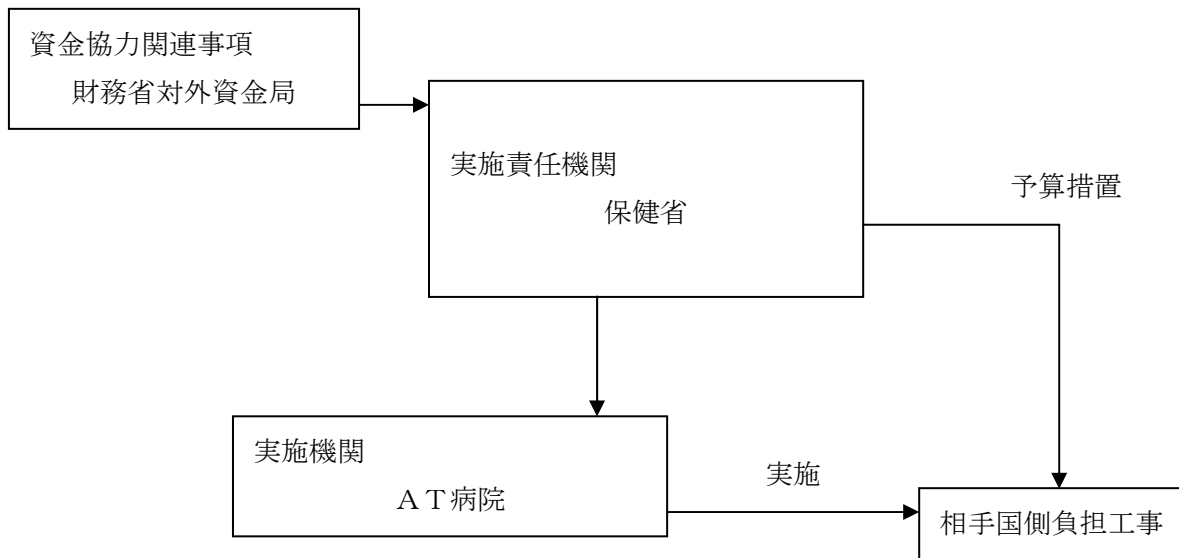 資金協力関連事項
財務省対外資金局
実施責任機関
保健省
予算措置
実施機関
ＡＴ病院
実施
相手国側負担工事